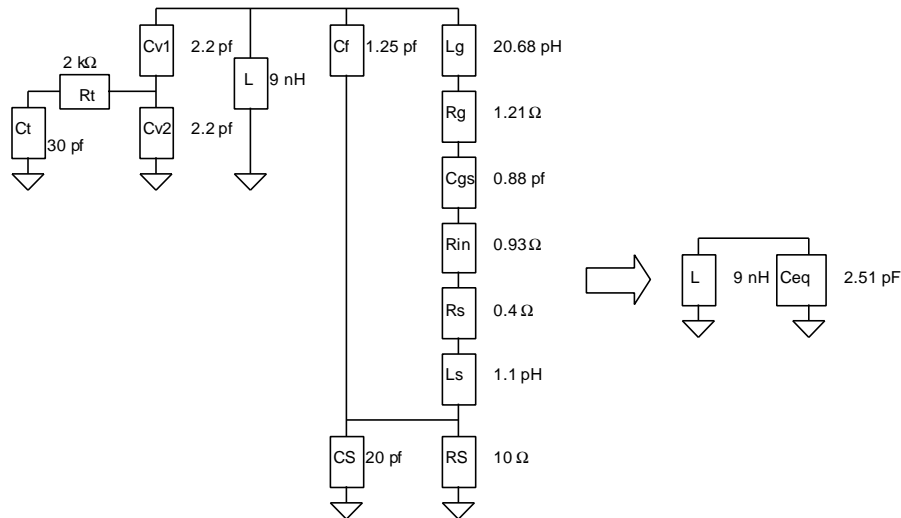 Cv1 2.2 pf
L 9 nH
Cf 1.25 pf
Lg 20.68 pH
2 kΩ
Rt
Ct 30 pf
Cv2 2.2 pf
Rg 1.21 Ω
Cgs 0.88 pf
Rin 0.93 Ω
Rs 0.4 Ω
Ls 1.1 pH
CS 20 pf
RS 10 Ω
L 9 nH
Ceq 2.51 pF